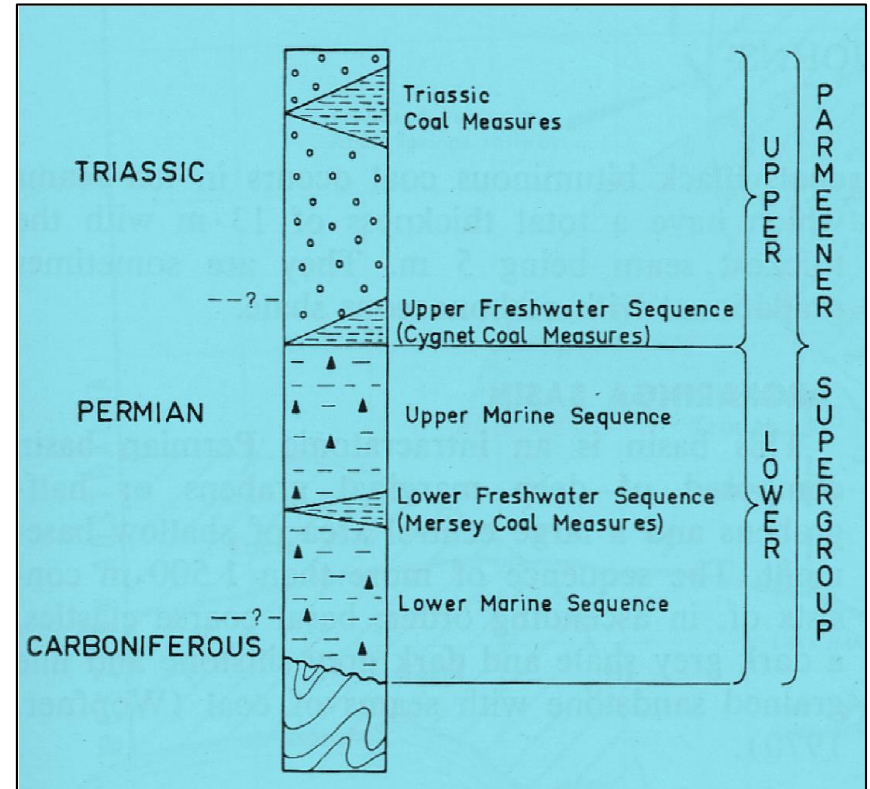 TRIASSIC
PERMIAN
CARBONIFEROUS
--?--
--?--
Triassic
Coal Measures
Upper Freshwater Sequence
(Cygnet Coal Measures)
Upper Marine Sequence
Lower Freshwater Sequence
(Mersey Coal Measures)
Lower Marine Sequence
UPPER
LOWER
PARMEENER
SUPERGROUP